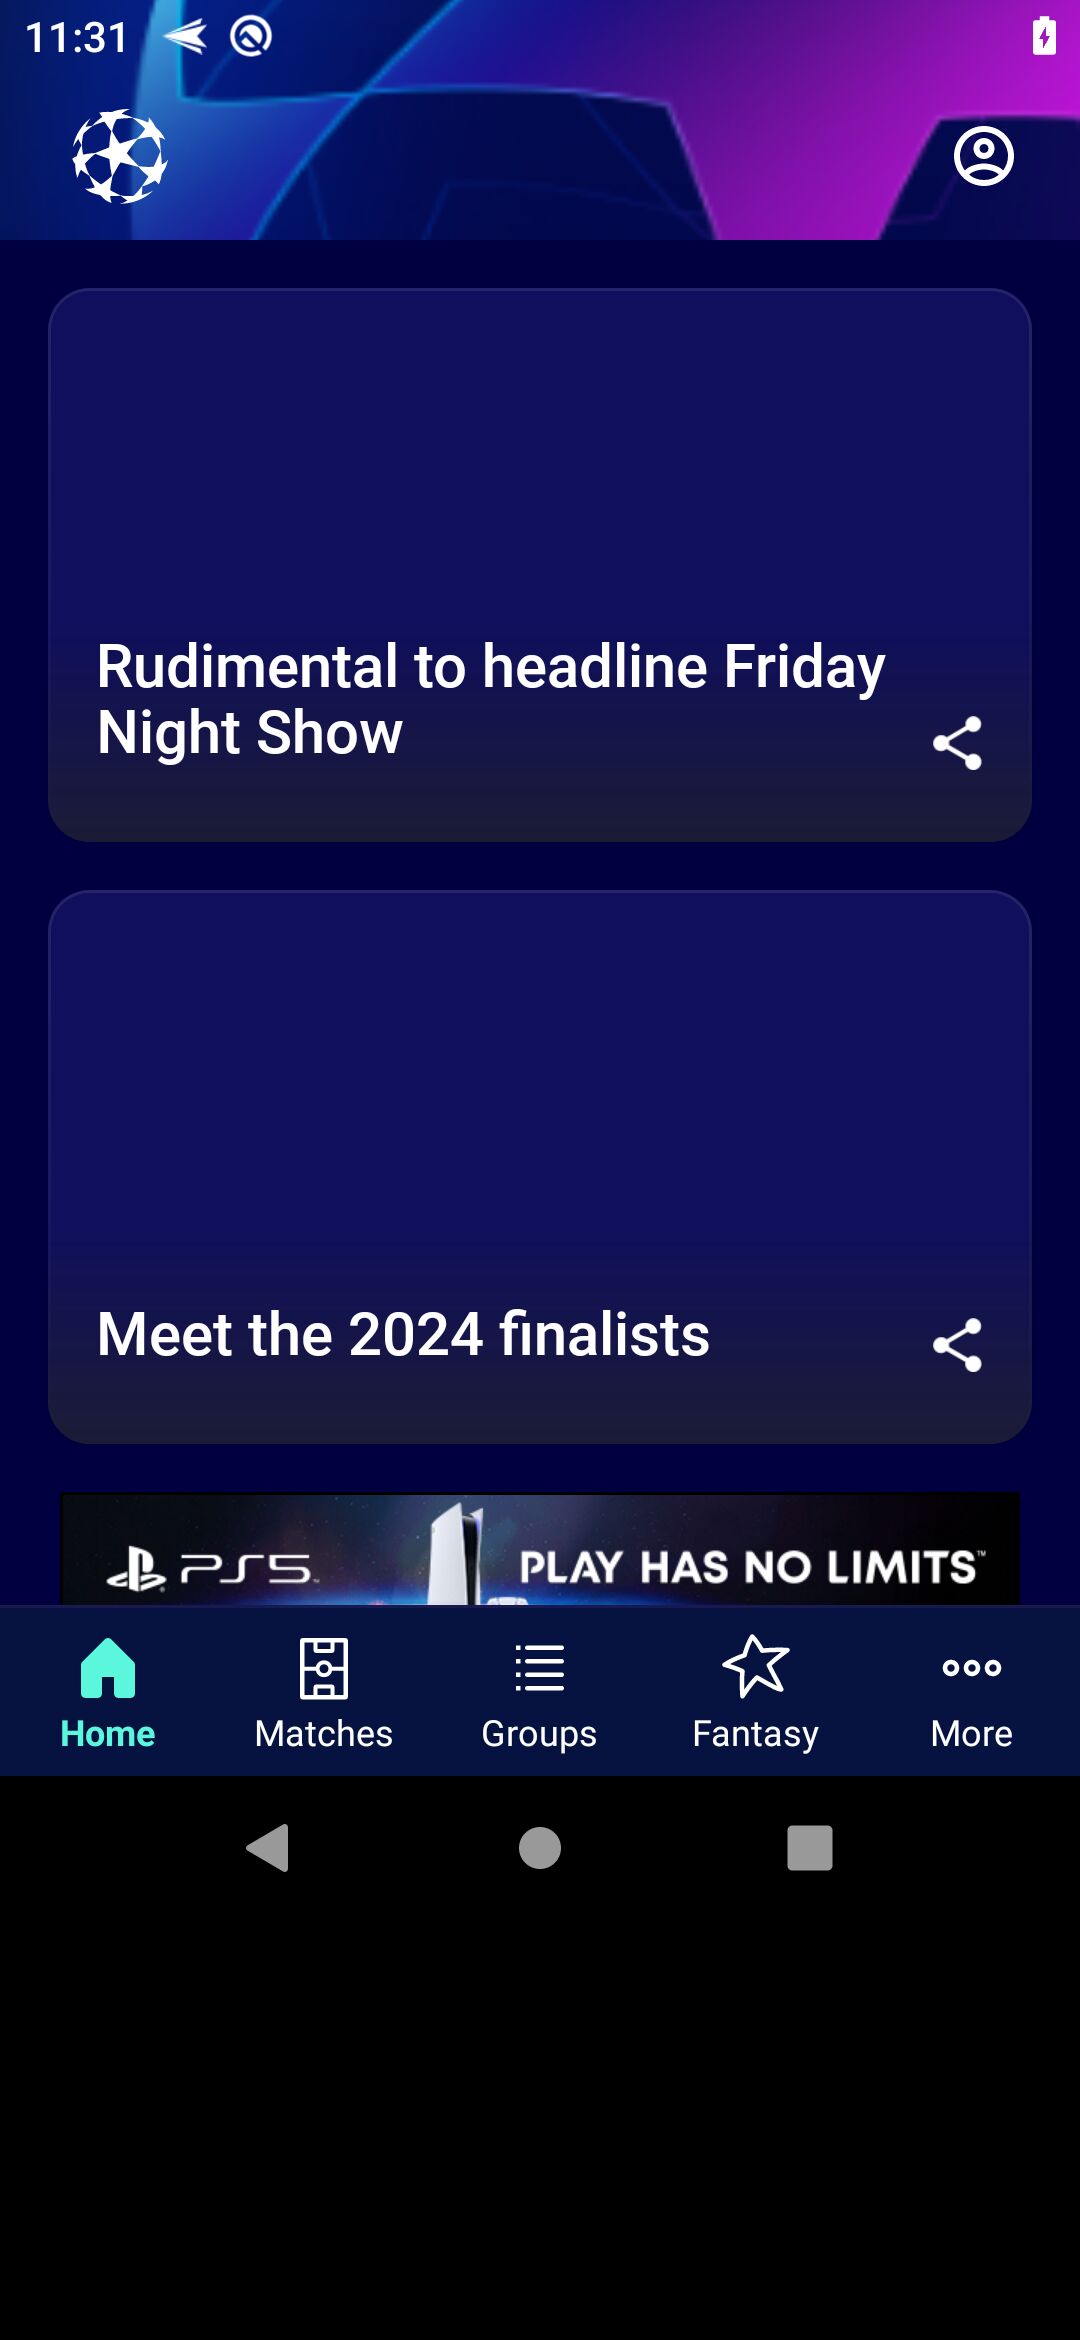 11:31
Rudimental to headline Friday
Night Show
Meet the 2024 finalists
PS5™ PLAY HAS NO LIMITS™
Home Matches Groups Fantasy More